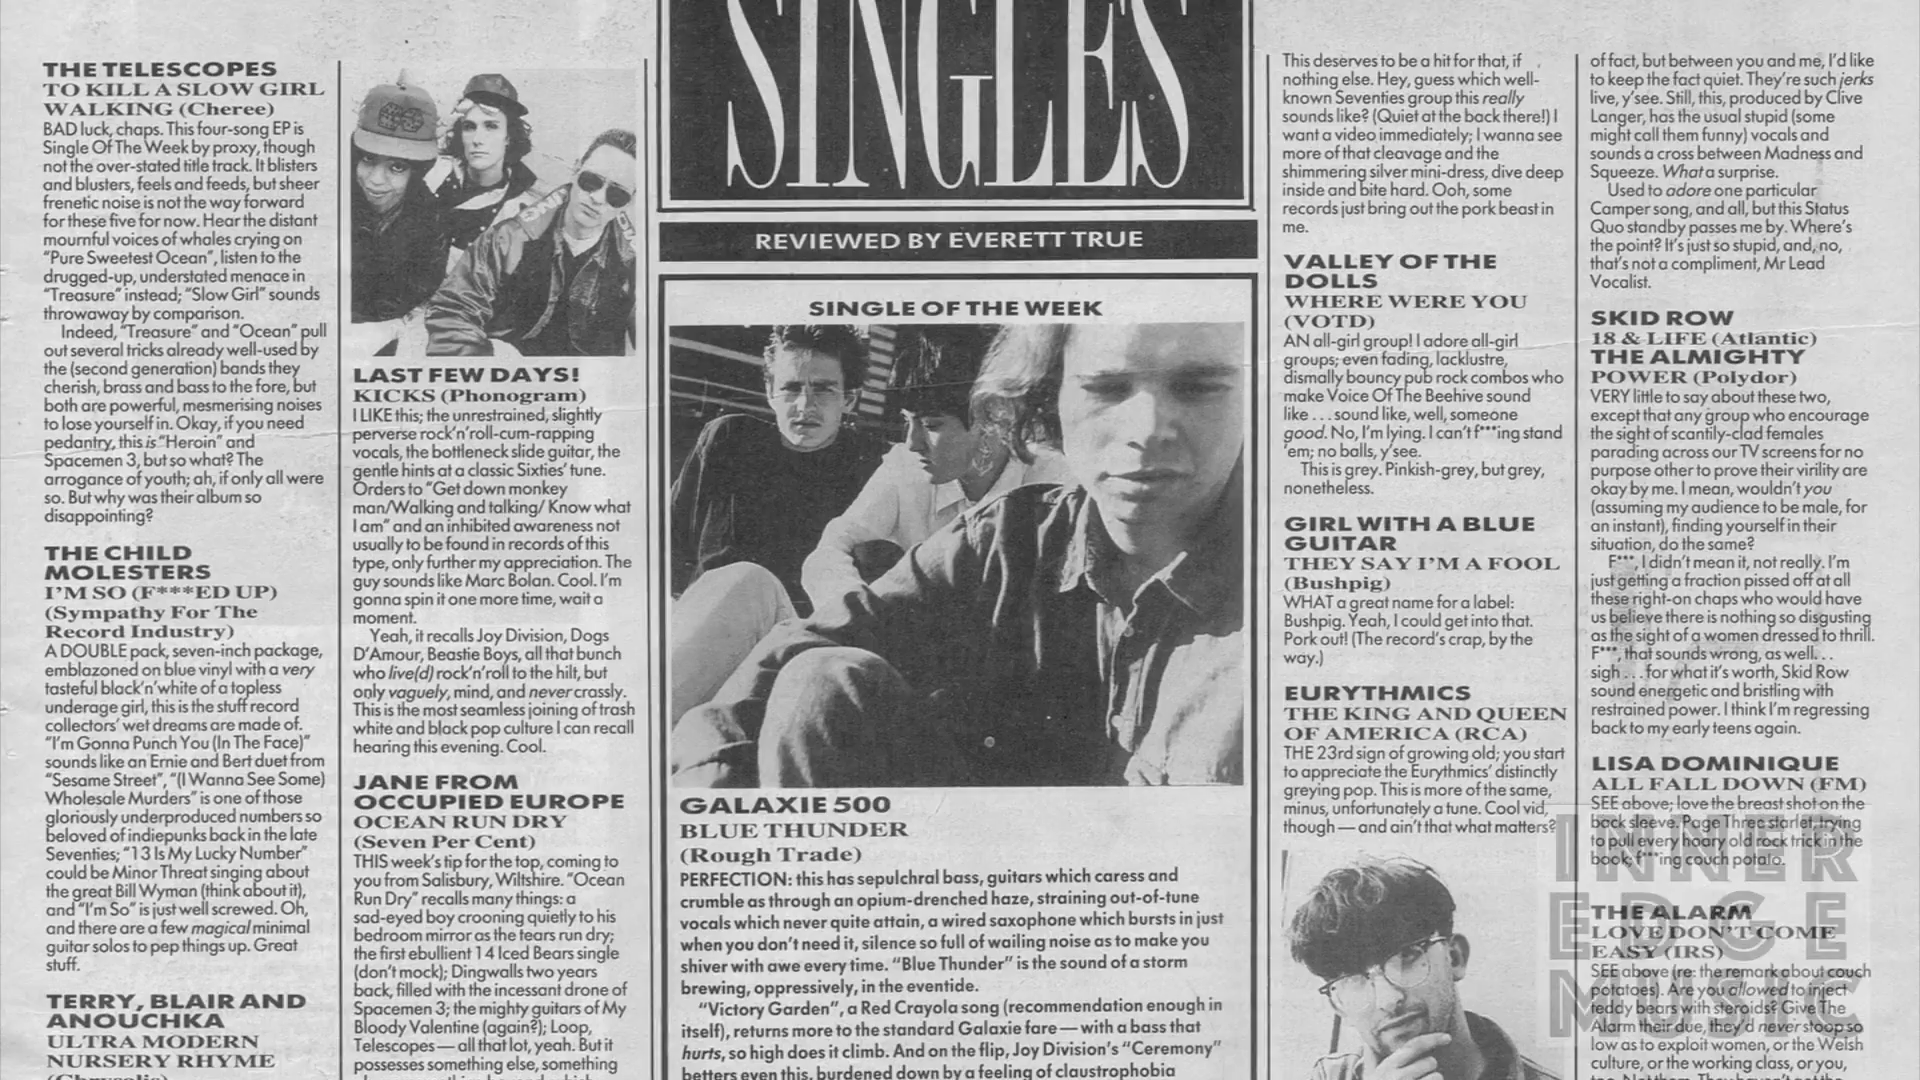 THE TELESCOPES
TO KILL A SLOW GIRL
WALKING (Cheree)
BAD luck, chaps. This four-song EP is
Single Of The Week by proxy, though
not the over-stated title track. It blisters
and blusters, feels and feeds, but sheer
frenetic noise is not the way forward
for these five for now. Hear the distant
mournful voices of whales crying on
"Pure Sweetest Ocean", listen to the
drugged-up, understated menace in
"Treasure" instead; "Slow Girl" sounds
throwaway by comparison.
Indeed, "Treasure" and "Ocean" pull
out several tricks already well-used by
the (second generation) bands they
cherish, brass and bass to the fore, but
both are powerful, mesmerising noises
to lose yourself in. Okay, if you need
pedantry, this is "Heroin" and
Spacemen 3, but so what? The
arrogance of youth; ah, if only all were
so. But why was their album so
disappointing?
THE CHILD
MOLESTERS
I'M SO (F***ED UP)
(Sympathy For The
Record Industry)
A DOUBLE pack, seven-inch package,
emblazoned on blue vinyl with a very
tasteful black'n'white of a topless
underage girl, this is the stuff record
collectors' wet dreams are made of.
"I'm Gonna Punch You (In The Face)"
sounds like an Ernie and Bert duet from
"Sesame Street", "(I Wanna See Some)
Wholesale Murders" is one of those
gloriously underproduced numbers so
beloved of indiepunks back in the late
Seventies; "13 Is My Lucky Number"
could be Minor Threat singing about
the great Bill Wyman (think about it),
and "I'm So" is just well screwed. Oh,
and there are a few magical minimal
guitar solos to pep things up. Great
stuff.
TERRY, BLAIR AND
ANOUCHKA
ULTRA MODERN
NURSERY RHYME
(Chrysalis)
LAST FEW DAYS!
KICKS (Phonogram)
I LIKE this; the unrestrained, slightly
perverse rock'n'roll-cum-rapping
vocals, the bottleneck slide guitar, the
gentle hints at a classic Sixties' tune.
Orders to "Get down monkey
man/Walking and talking/ Know what
I am" and an inhibited awareness not
usually to be found in records of this
type, only further my appreciation. The
guy sounds like Marc Bolan. Cool. I'm
gonna spin it one more time, wait a
moment.
Yeah, it recalls Joy Division, Dogs
D'Amour, Beastie Boys, all that bunch
who live(d) rock'n'roll to the hilt, but
only vaguely, mind, and never crassly.
This is the most seamless joining of trash
white and black pop culture I can recall
hearing this evening. Cool.
JANE FROM
OCCUPIED EUROPE
OCEAN RUN DRY
(Seven Per Cent)
THIS week's tip for the top, coming to
you from Salisbury, Wiltshire. "Ocean
Run Dry" recalls many things: a
sad-eyed boy crooning quietly to his
bedroom mirror as the tears run dry;
the first ebullient 14 Iced Bears single
(don't mock); Dingwalls two years
back, filled with the incessant drone of
Spacemen 3; the mighty guitars of My
Bloody Valentine (again?); Loop,
Telescopes — all that lot, yeah. But it
possesses something else, something
SINGLES
REVIEWED BY EVERETT TRUE
SINGLE OF THE WEEK
GALAXIE 500
BLUE THUNDER
(Rough Trade)
PERFECTION: this has sepulchral bass, guitars which caress and
crumble as through an opium-drenched haze, straining out-of-tune
vocals which never quite attain, a wired saxophone which bursts in just
when you don't need it, silence so full of wailing noise as to make you
shiver with awe every time. "Blue Thunder" is the sound of a storm
brewing, oppressively, in the eventide.
"Victory Garden", a Red Crayola song (recommendation enough in
itself), returns more to the standard Galaxie fare — with a bass that
hurts, so high does it climb. And on the flip, Joy Division's "Ceremony"
betters even this, burdened down by a feeling of claustrophobia
This deserves to be a hit for that, if
nothing else. Hey, guess which well-
known Seventies group this really
sounds like? (Quiet at the back there!) I
want a video immediately; I wanna see
more of that cleavage and the
shimmering silver mini-dress, dive deep
inside and bite hard. Ooh, some
records just bring out the pork beast in
me.
VALLEY OF THE
DOLLS
WHERE WERE YOU
(VOTD)
AN all-girl group! I adore all-girl
groups; even fading, lacklustre,
dismally bouncy pub rock combos who
make Voice Of The Beehive sound
like . . . sound like, well, someone
good. No, I'm lying. I can't f***ing stand
'em; no balls, y'see.
This is grey. Pinkish-grey, but grey,
nonetheless.
GIRL WITH A BLUE
GUITAR
THEY SAY I'M A FOOL
(Bushpig)
WHAT a great name for a label:
Bushpig. Yeah, I could get into that.
Pork out! (The record's crap, by the
way.)
EURYTHMICS
THE KING AND QUEEN
OF AMERICA (RCA)
THE 23rd sign of growing old; you start
to appreciate the Eurythmics' distinctly
greying pop. This is more of the same,
minus, unfortunately a tune. Cool vid,
though — and ain't that what matters?
of fact, but between you and me, I'd like
to keep the fact quiet. They're such jerks
live, y'see. Still, this, produced by Clive
Langer, has the usual stupid (some
might call them funny) vocals and
sounds a cross between Madness and
Squeeze. What a surprise.
Used to adore one particular
Camper song, and all, but this Status
Quo standby passes me by. Where's
the point? It's just so stupid, and, no,
that's not a compliment, Mr Lead
Vocalist.
SKID ROW
18 & LIFE (Atlantic)
THE ALMIGHTY
POWER (Polydor)
VERY little to say about these two,
except that any group who encourage
the sight of scantily-clad females
parading across our TV screens for no
purpose other to prove their virility are
okay by me. I mean, wouldn't you
(assuming my audience to be male, for
an instant), finding yourself in their
situation, do the same?
F***, I didn't mean it, not really. I'm
just getting a fraction pissed off at all
these right-on chaps who would have
us believe there is nothing so disgusting
as the sight of a women dressed to thrill.
F***, that sounds wrong, as well. . .
sigh . . . for what it's worth, Skid Row
sound energetic and bristling with
restrained power. I think I'm regressing
back to my early teens again.
LISA DOMINIQUE
ALL FALL DOWN (FM)
SEE above; love the breast shot on the
back sleeve. Page Three starlet, trying
to pull every hoary old rock trick in the
book; f***ing couch potato.
THE ALARM
LOVE DON'T COME
EASY (IRS)
SEE above (re: the remark about couch
potatoes). Are you allowed to inject
teddy bears with steroids? Give The
Alarm their due, they'd never stoop so
low as to exploit women, or the Welsh
culture, or the working class, or you,
INNER
EDGE
MUSIC